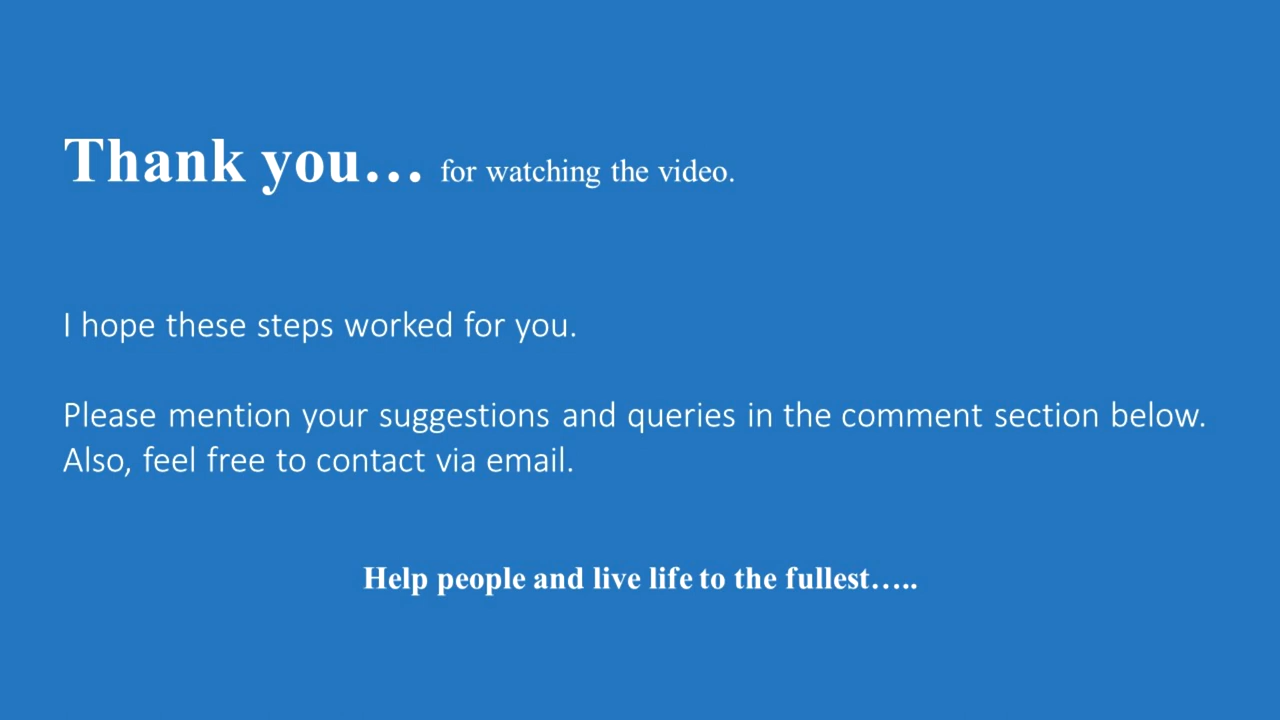 Thank you... for watching the video.
I hope these steps worked for you.
Please mention your suggestions and queries in the comment section below.
Also, feel free to contact via email.
Help people and live life to the fullest.....